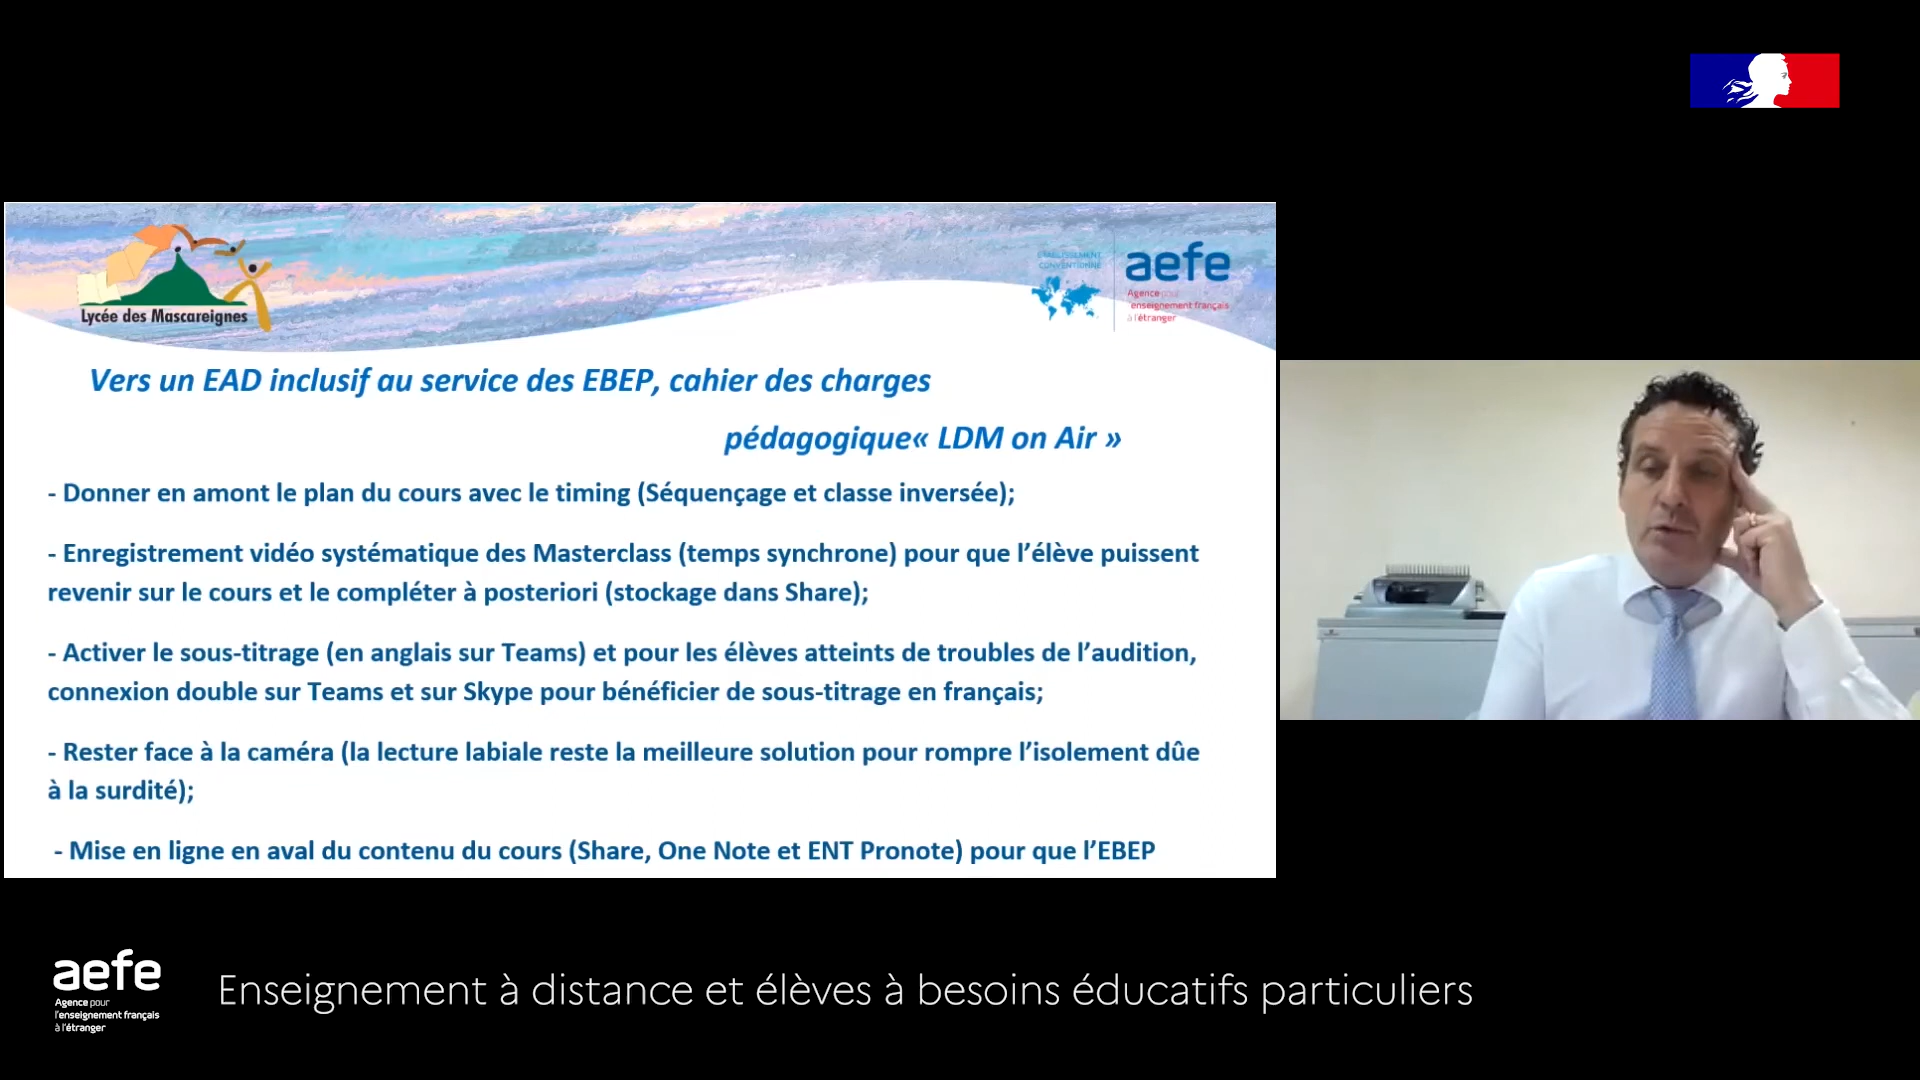 Lycée des Mascareignes
ÉTABLISSEMENT
CONVENTIONNÉ
aefe
Agence pour
l'enseignement français
à l'étranger
Vers un EAD inclusif au service des EBEP, cahier des charges
pédagogique« LDM on Air »
- Donner en amont le plan du cours avec le timing (Séquençage et classe inversée);
- Enregistrement vidéo systématique des Masterclass (temps synchrone) pour que l’élève puissent
revenir sur le cours et le compléter à posteriori (stockage dans Share);
- Activer le sous-titrage (en anglais sur Teams) et pour les élèves atteints de troubles de l’audition,
connexion double sur Teams et sur Skype pour bénéficier de sous-titrage en français;
- Rester face à la caméra (la lecture labiale reste la meilleure solution pour rompre l’isolement dûe
à la surdité);
- Mise en ligne en aval du contenu du cours (Share, One Note et ENT Pronote) pour que l’EBEP
aefe
Agence pour
l'enseignement français
à l'étranger
Enseignement à distance et élèves à besoins éducatifs particuliers